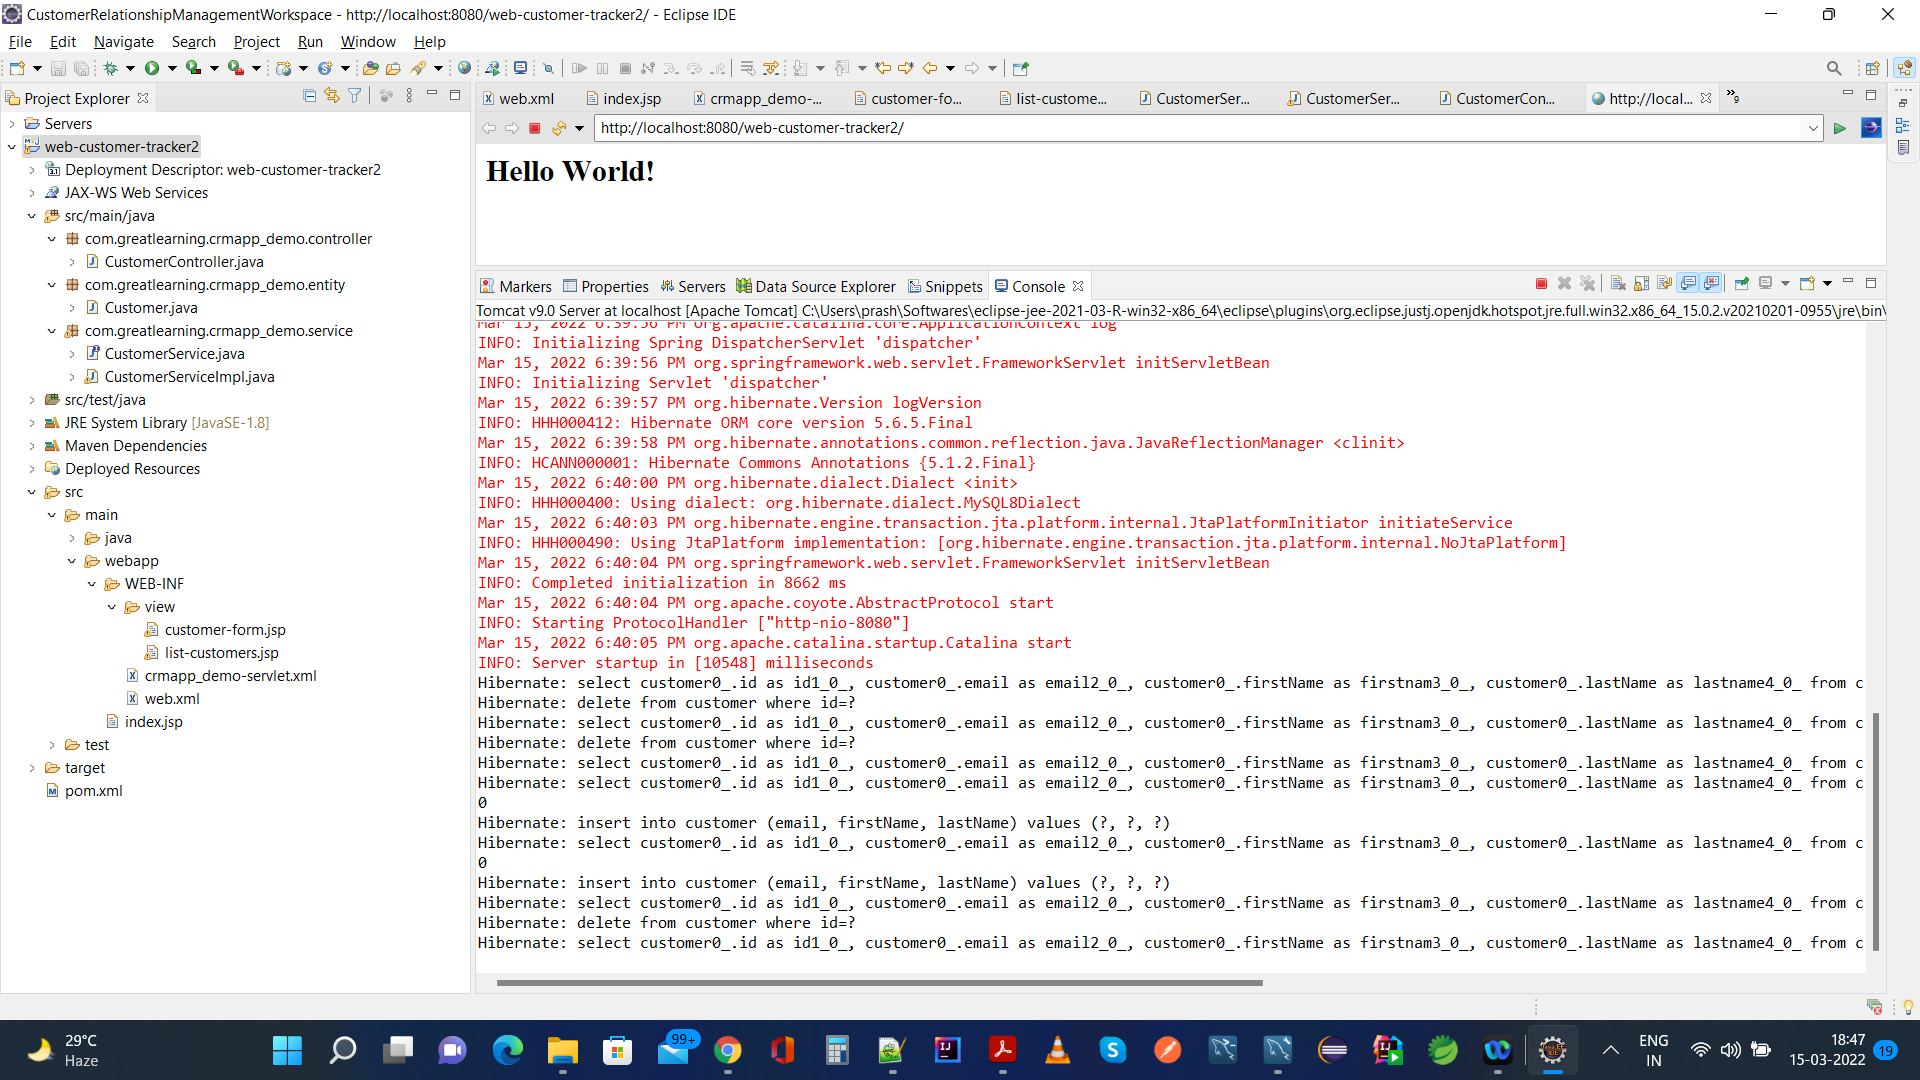 CustomerRelationshipManagementWorkspace - http://localhost:8080/web-customer-tracker2/ - Eclipse IDE
File Edit Navigate Search Project Run Window Help
Project Explorer
Servers
web-customer-tracker2
Deployment Descriptor: web-customer-tracker2
JAX-WS Web Services
src/main/java
com.greatlearning.crmapp_demo.controller
CustomerController.java
com.greatlearning.crmapp_demo.entity
Customer.java
com.greatlearning.crmapp_demo.service
CustomerService.java
CustomerServiceImpl.java
src/test/java
JRE System Library [JavaSE-1.8]
Maven Dependencies
Deployed Resources
src
main
java
webapp
WEB-INF
view
customer-form.jsp
list-customers.jsp
crmapp_demo-servlet.xml
web.xml
index.jsp
test
target
pom.xml
web.xml index.jsp crmapp_demo-... customer-fo... list-custome... CustomerSer... CustomerSer... CustomerCon... http://local... »9
http://localhost:8080/web-customer-tracker2/
Hello World!
Markers Properties Servers Data Source Explorer Snippets Console
Tomcat v9.0 Server at localhost [Apache Tomcat] C:\Users\prash\Softwares\eclipse-jee-2021-03-R-win32-x86_64\eclipse\plugins\org.eclipse.justj.openjdk.hotspot.jre.full.win32.x86_64_15.0.2.v20210201-0955\jre\bin\
Mar 15, 2022 6:39:56 PM org.apache.catalina.core.ApplicationContext log
INFO: Initializing Spring DispatcherServlet 'dispatcher'
Mar 15, 2022 6:39:56 PM org.springframework.web.servlet.FrameworkServlet initServletBean
INFO: Initializing Servlet 'dispatcher'
Mar 15, 2022 6:39:57 PM org.hibernate.Version logVersion
INFO: HHH000412: Hibernate ORM core version 5.6.5.Final
Mar 15, 2022 6:39:58 PM org.hibernate.annotations.common.reflection.java.JavaReflectionManager <clinit>
INFO: HCANN000001: Hibernate Commons Annotations {5.1.2.Final}
Mar 15, 2022 6:40:00 PM org.hibernate.dialect.Dialect <init>
INFO: HHH000400: Using dialect: org.hibernate.dialect.MySQL8Dialect
Mar 15, 2022 6:40:03 PM org.hibernate.engine.transaction.jta.platform.internal.JtaPlatformInitiator initiateService
INFO: HHH000490: Using JtaPlatform implementation: [org.hibernate.engine.transaction.jta.platform.internal.NoJtaPlatform]
Mar 15, 2022 6:40:04 PM org.springframework.web.servlet.FrameworkServlet initServletBean
INFO: Completed initialization in 8662 ms
Mar 15, 2022 6:40:04 PM org.apache.coyote.AbstractProtocol start
INFO: Starting ProtocolHandler ["http-nio-8080"]
Mar 15, 2022 6:40:05 PM org.apache.catalina.startup.Catalina start
INFO: Server startup in [10548] milliseconds
Hibernate: select customer0_.id as id1_0_, customer0_.email as email2_0_, customer0_.firstName as firstnam3_0_, customer0_.lastName as lastname4_0_ from c
Hibernate: delete from customer where id=?
Hibernate: select customer0_.id as id1_0_, customer0_.email as email2_0_, customer0_.firstName as firstnam3_0_, customer0_.lastName as lastname4_0_ from c
Hibernate: delete from customer where id=?
Hibernate: select customer0_.id as id1_0_, customer0_.email as email2_0_, customer0_.firstName as firstnam3_0_, customer0_.lastName as lastname4_0_ from c
Hibernate: select customer0_.id as id1_0_, customer0_.email as email2_0_, customer0_.firstName as firstnam3_0_, customer0_.lastName as lastname4_0_ from c
0
Hibernate: insert into customer (email, firstName, lastName) values (?, ?, ?)
Hibernate: select customer0_.id as id1_0_, customer0_.email as email2_0_, customer0_.firstName as firstnam3_0_, customer0_.lastName as lastname4_0_ from c
0
Hibernate: insert into customer (email, firstName, lastName) values (?, ?, ?)
Hibernate: select customer0_.id as id1_0_, customer0_.email as email2_0_, customer0_.firstName as firstnam3_0_, customer0_.lastName as lastname4_0_ from c
Hibernate: delete from customer where id=?
Hibernate: select customer0_.id as id1_0_, customer0_.email as email2_0_, customer0_.firstName as firstnam3_0_, customer0_.lastName as lastname4_0_ from c
29°C
Haze
99+
ENG
IN
18:47
15-03-2022
19